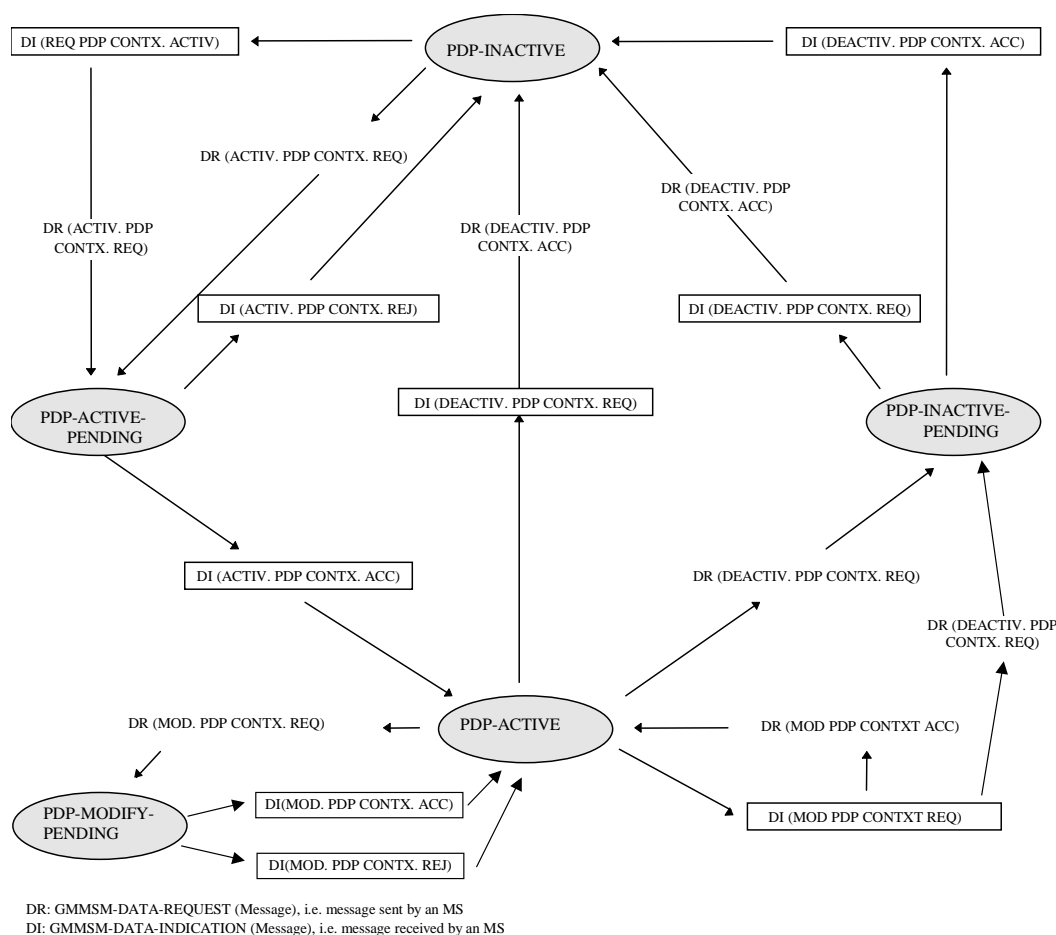 DI (REQ PDP CONTX. ACTIV)
PDP-INACTIVE
DI (DEACTIV. PDP CONTX. ACC)
DR (ACTIV. PDP CONTX. REQ)
DR (DEACTIV. PDP
CONTX. ACC)
DR (ACTIV. PDP
CONTX. REQ)
DR (DEACTIV. PDP
CONTX. ACC)
DI (ACTIV. PDP CONTX. REJ)
DI (DEACTIV. PDP CONTX. REQ)
PDP-ACTIVE-
PENDING
DI (DEACTIV. PDP CONTX. REQ)
PDP-INACTIVE-
PENDING
DI (ACTIV. PDP CONTX. ACC)
DR (DEACTIV. PDP CONTX. REQ)
DR (DEACTIV. PDP
CONTX. REQ)
DR (MOD. PDP CONTX. REQ)
PDP-ACTIVE
DR (MOD PDP CONTXT ACC)
PDP-MODIFY-
PENDING
DI(MOD. PDP CONTX. ACC)
DI (MOD PDP CONTXT REQ)
DI(MOD. PDP CONTX. REJ)
DR: GMMSM-DATA-REQUEST (Message), i.e. message sent by an MS
DI: GMMSM-DATA-INDICATION (Message), i.e. message received by an MS